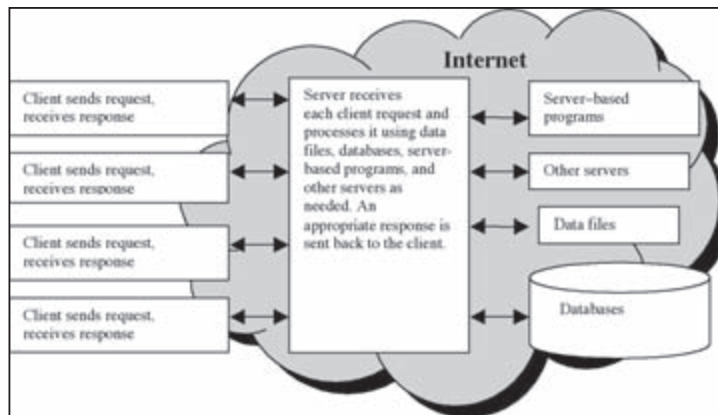 Internet
Client sends request,
receives response
Client sends request,
receives response
Client sends request,
receives response
Client sends request,
receives response
Server receives
each client request and
processes it using data
files, databases, server-
based programs, and
other servers as
needed. An
appropriate response is
sent back to the client.
Server–based
programs
Other servers
Data files
Databases